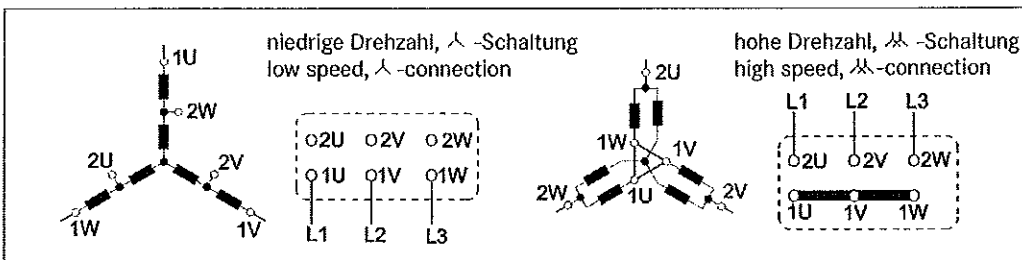 niedrige Drehzahl, ⅄ -Schaltung
low speed, ⅄ -connection
1U
2W
2U
2V
1W
1V
2U 2V 2W
1U 1V 1W
L1 L2 L3
hohe Drehzahl, ⅄⅄ -Schaltung
high speed, ⅄⅄ -connection
2U
1W
1V
2W
1U
2V
L1 L2 L3
2U 2V 2W
1U 1V 1W